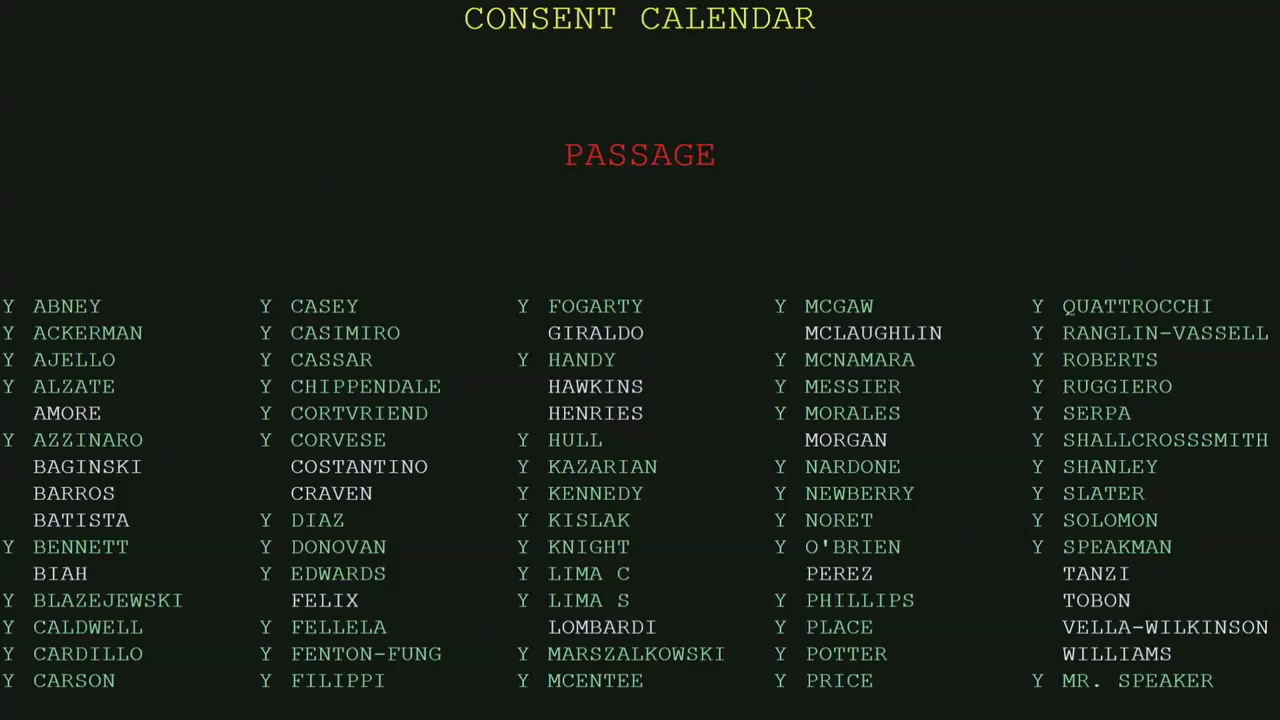 CONSENT CALENDAR
PASSAGE
Y ABNEY Y CASEY Y FOGARTY Y MCGAW Y QUATTROCCHI
Y ACKERMAN Y CASIMIRO GIRALDO MCLAUGHLIN Y RANGLIN-VASSELL
Y AJELLO Y CASSAR Y HANDY Y MCNAMARA Y ROBERTS
Y ALZATE Y CHIPPENDALE HAWKINS Y MESSIER Y RUGGIERO
AMORE Y CORTVRIEND HENRIES Y MORALES Y SERPA
Y AZZINARO Y CORVESE Y HULL MORGAN Y SHALLCROSSSMITH
BAGINSKI COSTANTINO Y KAZARIAN Y NARDONE Y SHANLEY
BARROS CRAVEN Y KENNEDY Y NEWBERRY Y SLATER
BATISTA Y DIAZ Y KISLAK Y NORET Y SOLOMON
Y BENNETT Y DONOVAN Y KNIGHT Y O'BRIEN Y SPEAKMAN
BIAH Y EDWARDS Y LIMA C PEREZ TANZI
Y BLAZEJEWSKI FELIX Y LIMA S Y PHILLIPS TOBON
Y CALDWELL Y FELLELA LOMBARDI Y PLACE VELLA-WILKINSON
Y CARDILLO Y FENTON-FUNG Y MARSZALKOWSKI Y POTTER WILLIAMS
Y CARSON Y FILIPPI Y MCENTEE Y PRICE Y MR. SPEAKER